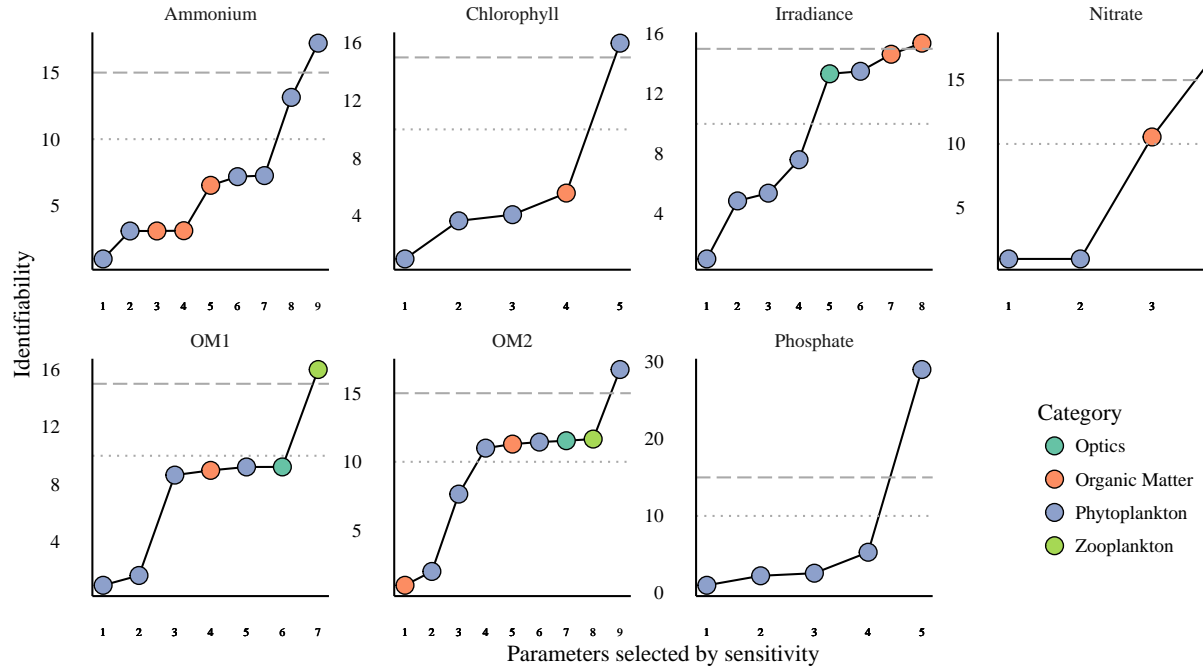 Ammonium
Chlorophyll
Irradiance
Nitrate
15
10
5
1 2 3 4 5 6 7 8 9
16
12
8
4
1 2 3 4 5
16
12
8
4
1 2 3 4 5 6 7 8
15
10
5
1 2 3
Identifiability
OM1
OM2
Phosphate
16
12
8
4
1 2 3 4 5 6 7
15
10
5
1 2 3 4 5 6 7 8 9
30
20
10
0
1 2 3 4 5
Category
Optics
Organic Matter
Phytoplankton
Zooplankton
Parameters selected by sensitivity